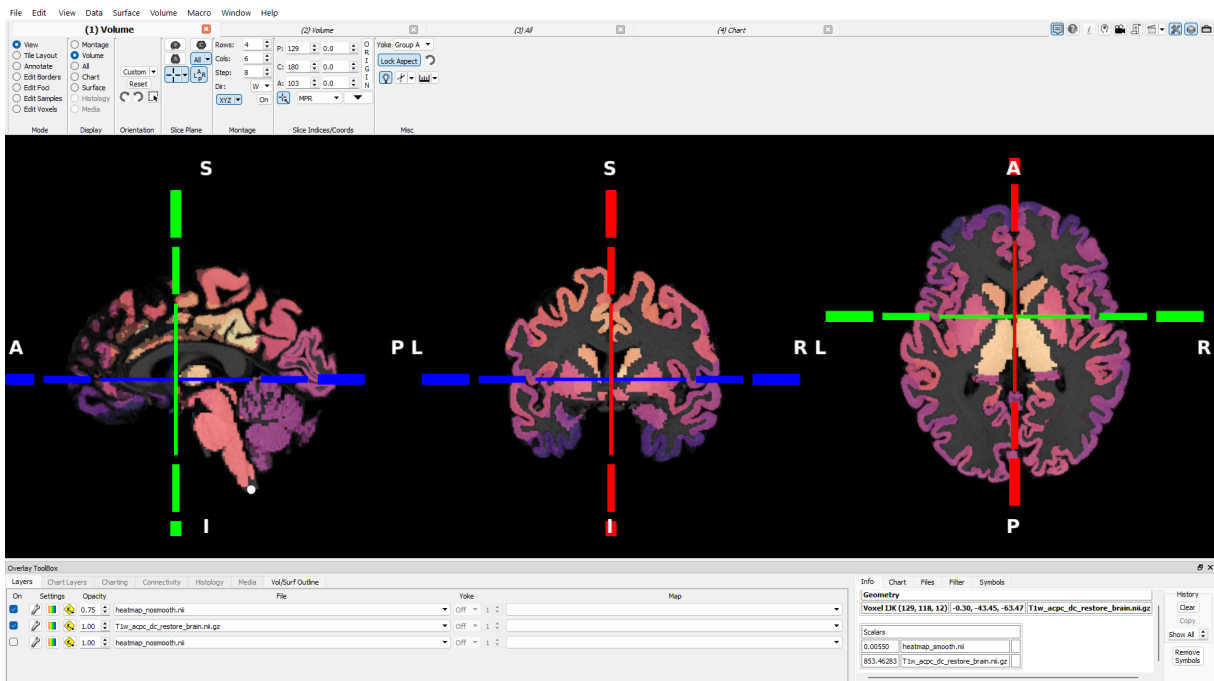 File Edit View Data Surface Volume Macro Window Help
(1) Volume (2) Volume (3) All (4) Chart
View Montage Rows: 4 P: 129 0.0 O Yoke Group A
Tile Layout Volume Cols: 6 R
Annotate All All Step: 8 C: 180 0.0 I Lock Aspect
Edit Borders Chart Custom L A R P Dir: W G
Edit Foci Surface Reset XYZ On A: 103 0.0 I
Edit Samples Histology MPR N
Edit Voxels Media
Mode Display Orientation Slice Plane Montage Slice Indices/Coords Misc
S S A
A P L R L R
I I P
Overlay ToolBox
Layers Chart Layers Charting Connectivity Histology Media Vol/Surf Outline
On Settings Opacity File Yoke Map
0.75 heatmap_nosmooth.nii Off 1
1.00 T1w_acpc_dc_restore_brain.nii.gz Off 1
1.00 heatmap_nosmooth.nii Off 1
Info Chart Files Filter Symbols
Geometry
Voxel IJK (129, 118, 12) -0.30, -43.45, -63.47 T1w_acpc_dc_restore_brain.nii.gz
Scalars
0.00550 heatmap_smooth.nii
853.46283 T1w_acpc_dc_restore_brain.nii.gz
History
Clear
Copy
Show All
Remove
Symbols